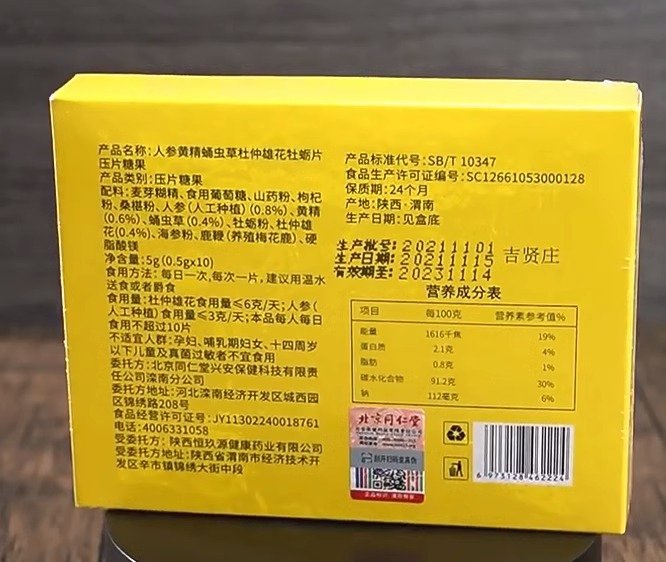 产品名称:人参黄精蛹虫草杜仲雄花牡蛎片
压片糖果
产品类别:压片糖果
配料:麦芽糊精、食用葡萄糖、山药粉、枸杞
粉、桑椹粉、人参(人工种植)(0.8%)、黄精
(0.6%)、蛹虫草(0.4%)、牡蛎粉、杜仲雄
花(0.4%)、海参粉、鹿鞭(养殖梅花鹿)、硬
脂酸镁
净含量:5g(0.5gx10)
食用方法:每日一次,每次一片,建议用温水
送食或者爵食
食用量:杜仲雄花食用量≤6克/天;人参(
人工种植)食用量≤3克/天;本品每人每日
食用不超过10片
不适宜人群:孕妇、哺乳期妇女、十四周岁
以下儿童及真菌过敏者不宜食用
委托方:北京同仁堂兴安保健科技有限责
任公司滦南分公司
委托方地址:河北滦南经济开发区城西园
区锦绣路208号
食品经营许可证号:JY11302240018761
电话:4006331058
受委托方:陕西恒玖源健康药业有限公司
受委托方地址:陕西省渭南市经济技术开
发区辛市镇锦绣大街中段
产品标准代号:SB/T 10347
食品生产许可证编号:SC12661053000128
保质期:24个月
产地:陕西·渭南
生产日期:见盒底
生产批号:20211101
生产日期:20211115 吉贤庄
有效期至:20231114
营养成分表
项目 每100克 营养素参考值%
能量 1616千焦 19%
蛋白质 2.1克 4%
脂肪 0.8克 1%
碳水化合物 91.2克 30%
钠 112毫克 6%
北京同仁堂
刮开扫码查真伪
6 973128 462224